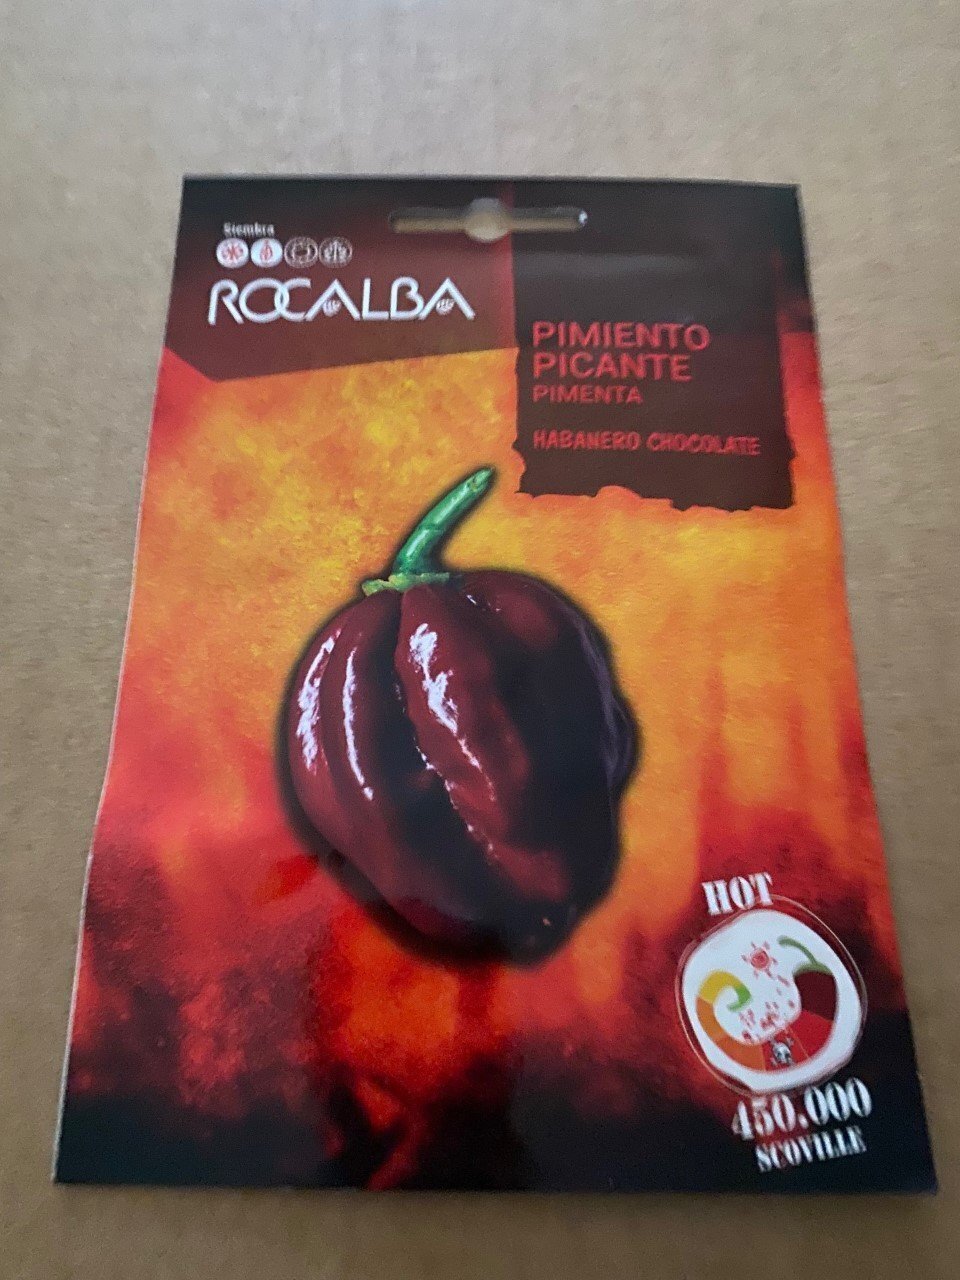 Siembra
ROCALBA
PIMIENTO
PICANTE
PIMENTA
HABANERO CHOCOLATE
HOT
450.000
SCOVILLE